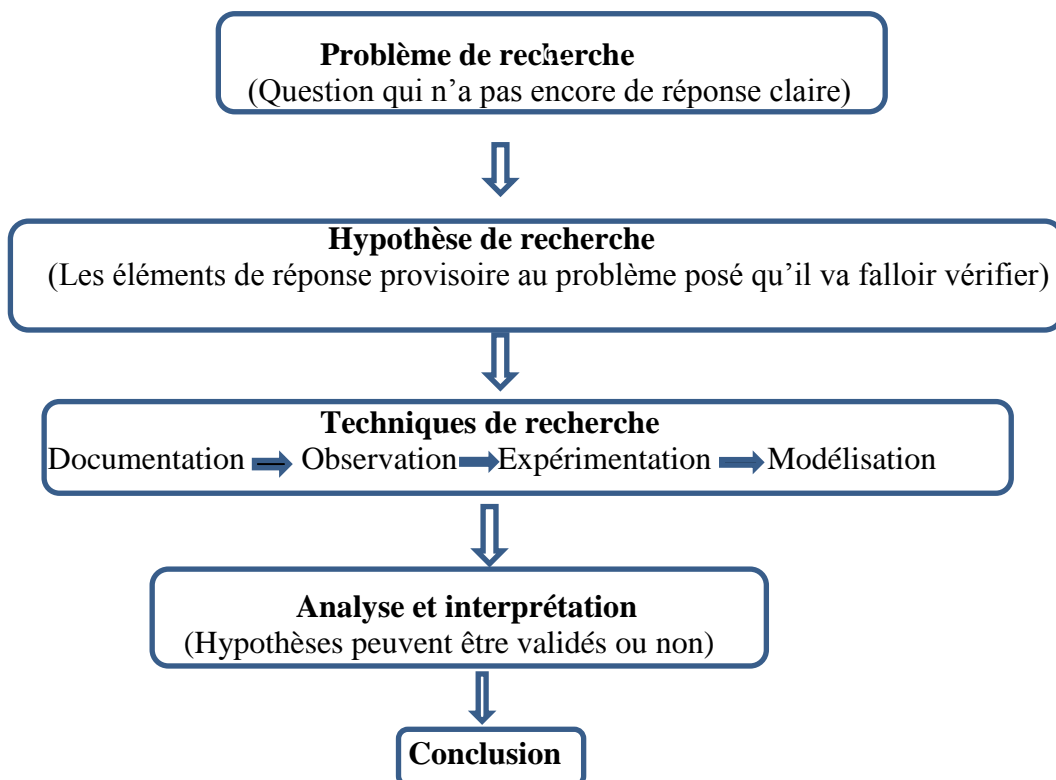 Problème de recherche
(Question qui n’a pas encore de réponse claire)
Hypothèse de recherche
(Les éléments de réponse provisoire au problème posé qu’il va falloir vérifier)
Techniques de recherche
Documentation Observation Expérimentation Modélisation
Analyse et interprétation
(Hypothèses peuvent être validés ou non)
Conclusion